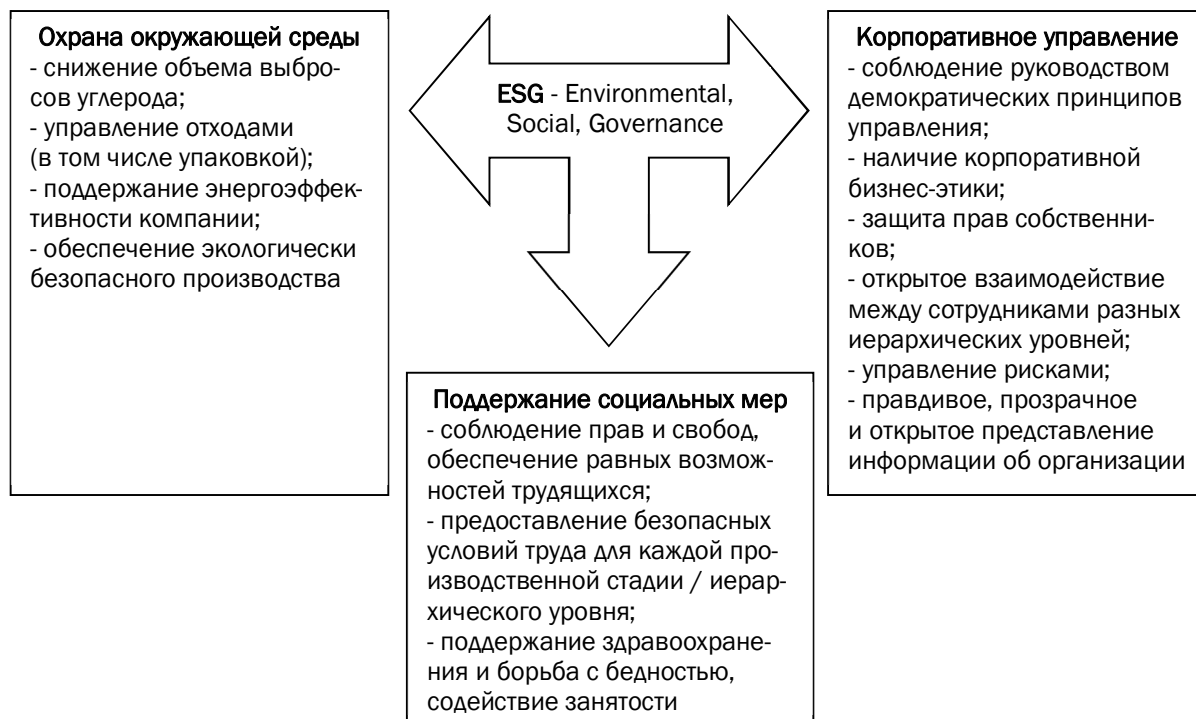 Охрана окружающей среды
- снижение объема выбро-
сов углерода;
- управление отходами
(в том числе упаковкой);
- поддержание энергоэффек-
тивности компании;
- обеспечение экологически
безопасного производства
ESG - Environmental,
Social, Governance
Корпоративное управление
- соблюдение руководством
демократических принципов
управления;
- наличие корпоративной
бизнес-этики;
- защита прав собственни-
ков;
- открытое взаимодействие
между сотрудниками разных
иерархических уровней;
- управление рисками;
- правдивое, прозрачное
и открытое представление
информации об организации
Поддержание социальных мер
- соблюдение прав и свобод,
обеспечение равных возмож-
ностей трудящихся;
- предоставление безопасных
условий труда для каждой про-
изводственной стадии / иерар-
хического уровня;
- поддержание здравоохране-
ния и борьба с бедностью,
содействие занятости